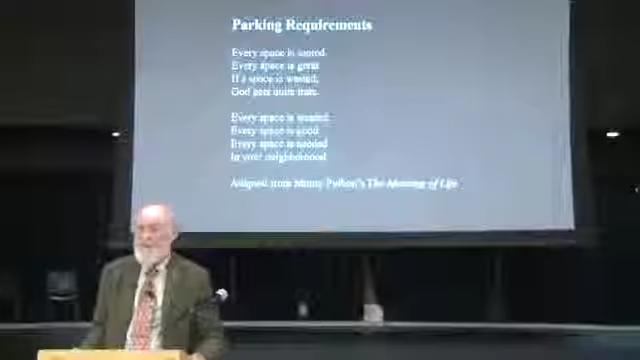 Parking Requirements
Every space is sacred.
Every space is great.
If a space is wasted,
God gets quite irate.
Every space is wanted
Every space is good
Every space is needed
In your neighborhood
Adapted from Monty Python's The Meaning of Life